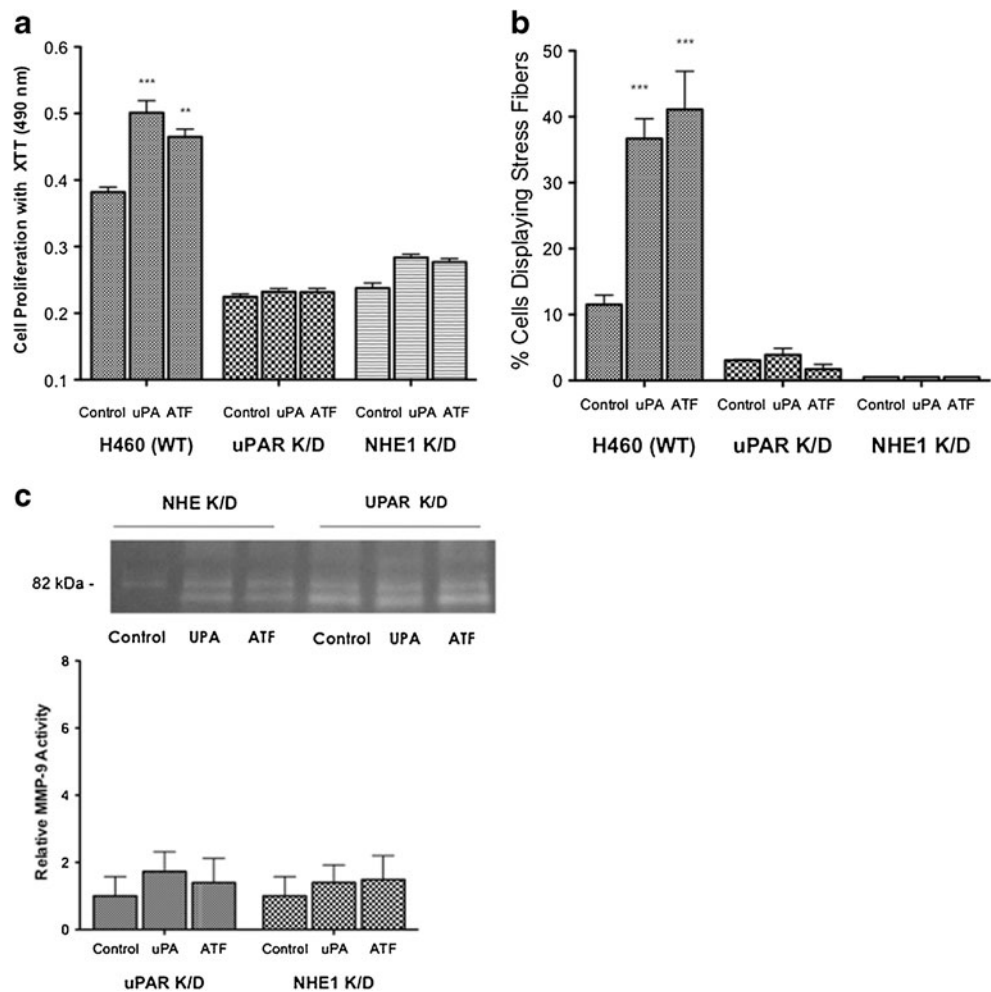 a
Cell Proliferation with XTT (490 nm)
0.6
0.5
0.4
0.3
0.2
0.1
***
**
Control uPA ATF
Control uPA ATF
Control uPA ATF
H460 (WT)
uPAR K/D
NHE1 K/D
b
% Cells Displaying Stress Fibers
50
40
30
20
10
0
***
***
Control uPA ATF
Control uPA ATF
Control uPA ATF
H460 (WT)
uPAR K/D
NHE1 K/D
c
NHE K/D
UPAR K/D
82 kDa -
Control UPA ATF
Control UPA ATF
Relative MMP-9 Activity
8
6
4
2
0
Control uPA ATF
Control uPA ATF
uPAR K/D
NHE1 K/D